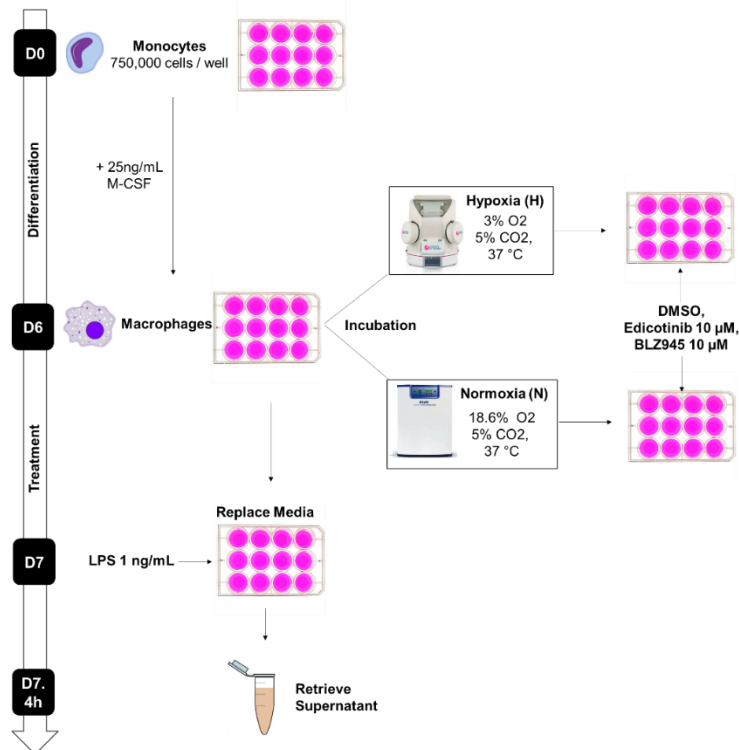 D0
Monocytes
750,000 cells / well
Differentiation
+ 25ng/mL
M-CSF
Hypoxia (H)
3% O2
5% CO2,
37 °C
D6
Macrophages
Incubation
DMSO,
Edicotinib 10 µM,
BLZ945 10 µM
Normoxia (N)
18.6% O2
5% CO2,
37 °C
Treatment
Replace Media
D7
LPS 1 ng/mL
D7.
4h
Retrieve
Supernatant